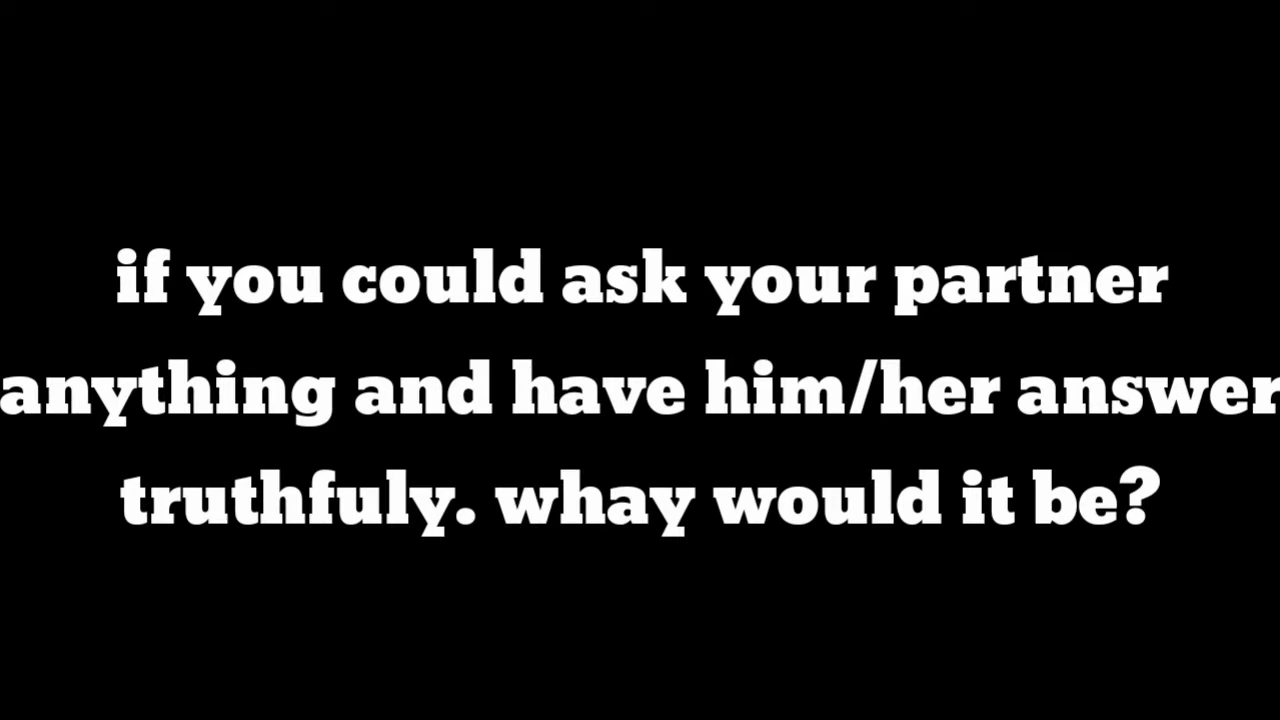 if you could ask your partner
anything and have him/her answer
truthfuly. whay would it be?